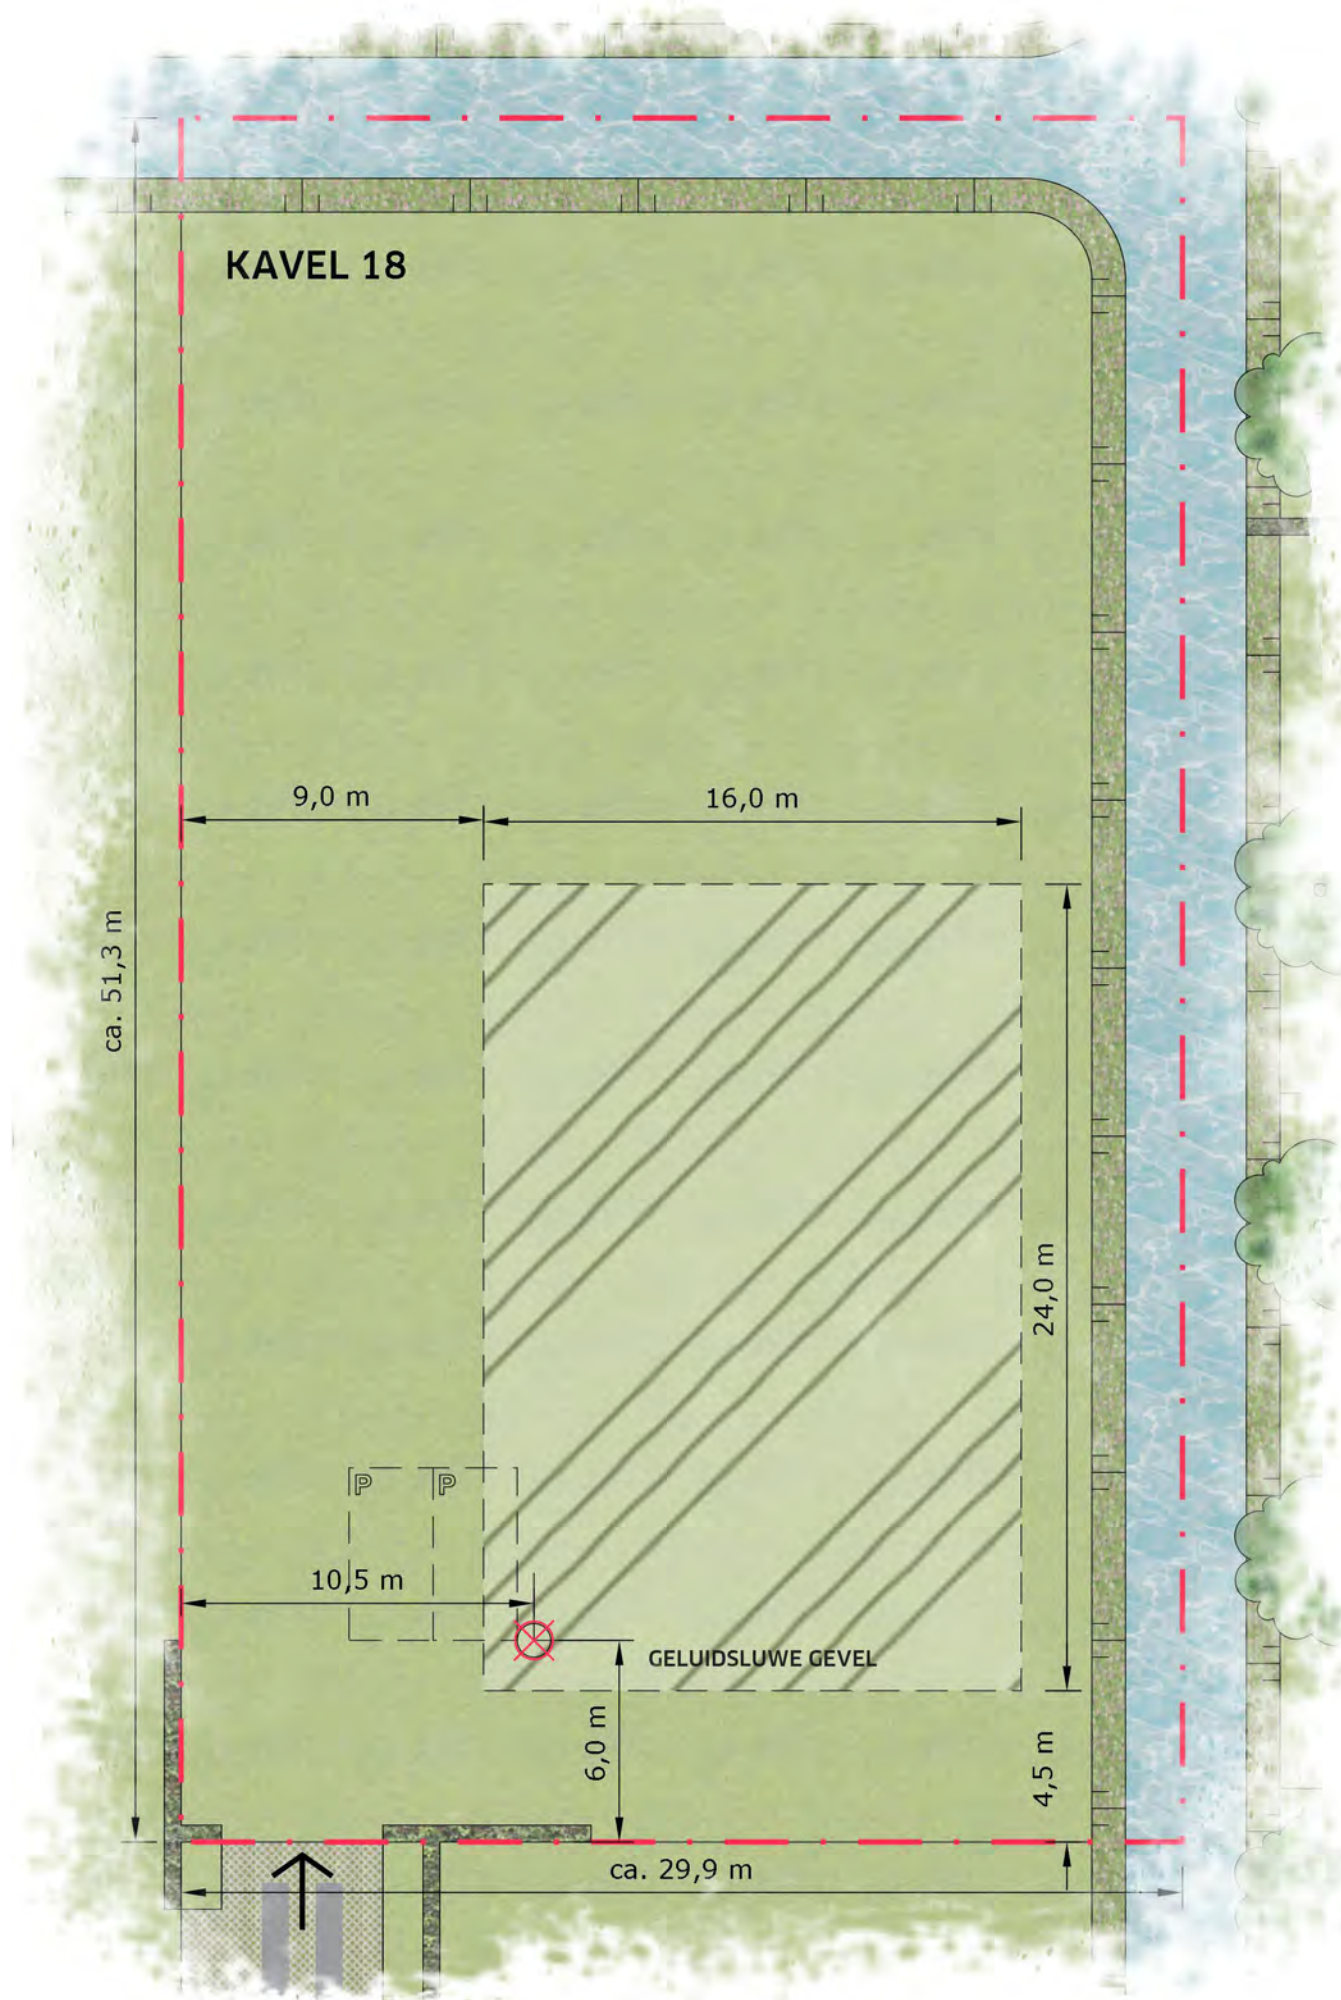 KAVEL 18
9,0 m
16,0 m
ca. 51,3 m
24,0 m
P
P
10,5 m
GELUIDSLUWE GEVEL
6,0 m
4,5 m
ca. 29,9 m